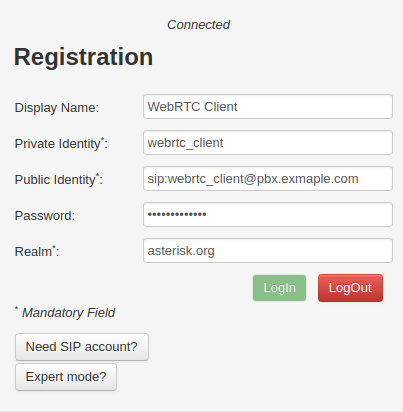 Connected
Registration
Display Name: WebRTC Client
Private Identity*: webrtc_client
Public Identity*: sip:webrtc_client@pbx.exmaple.com
Password: •••••••••••••
Realm*: asterisk.org
LogIn LogOut
* Mandatory Field
Need SIP account?
Expert mode?